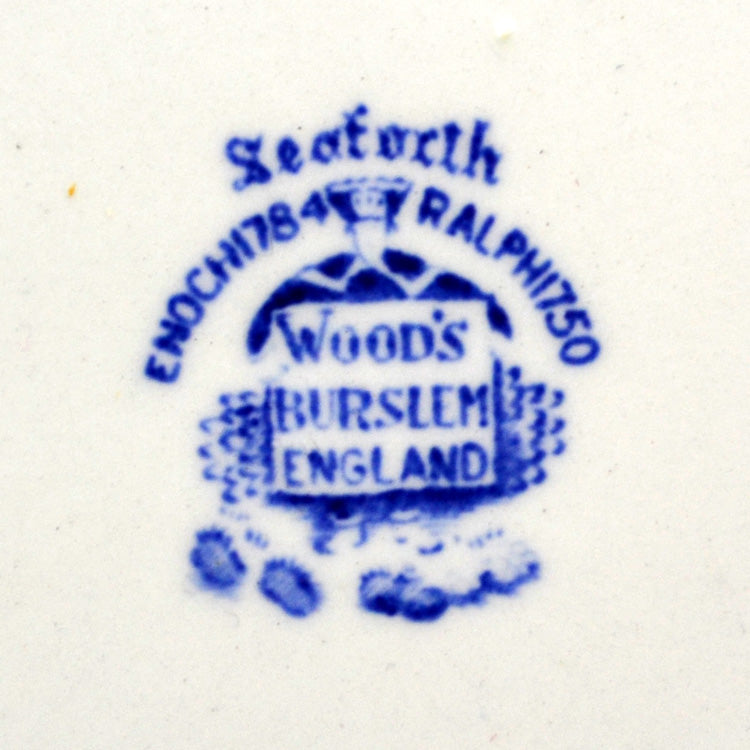 Seaforth
ENOCH 1784 RALPH 1750
WOOD'S
BURSLEM
ENGLAND